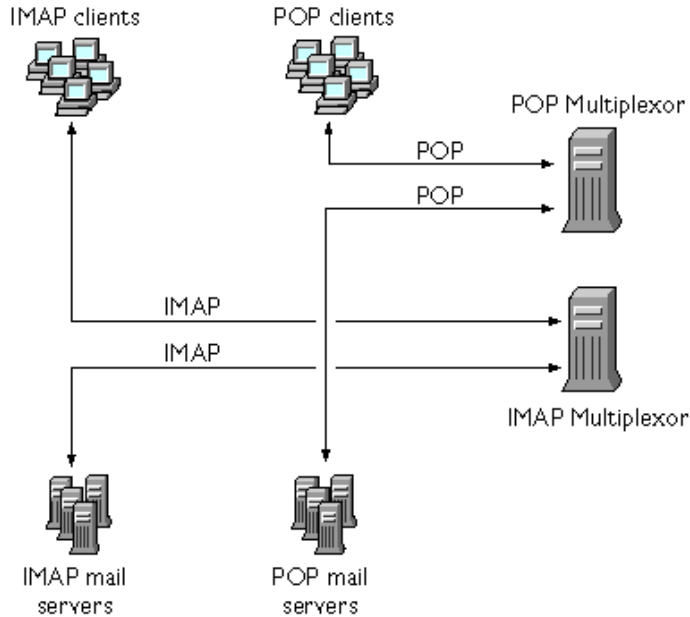 IMAP clients
POP clients
POP Multiplexor
POP
POP
IMAP
IMAP
IMAP Multiplexor
IMAP mail
servers
POP mail
servers